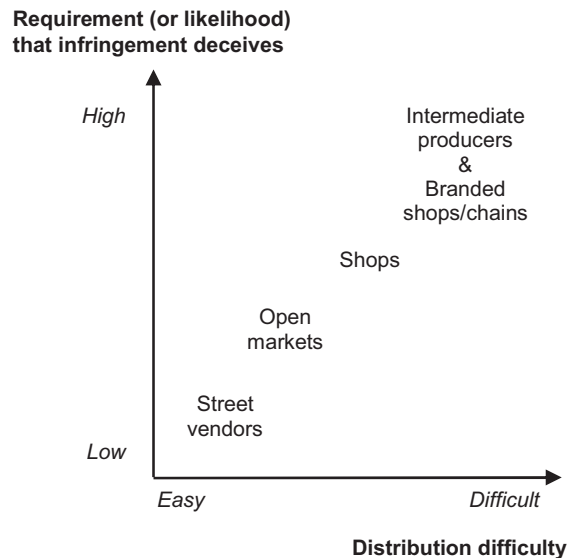 Requirement (or likelihood)
that infringement deceives
High
Intermediate
producers
&
Branded
shops/chains
Shops
Open
markets
Street
vendors
Low
Easy
Difficult
Distribution difficulty